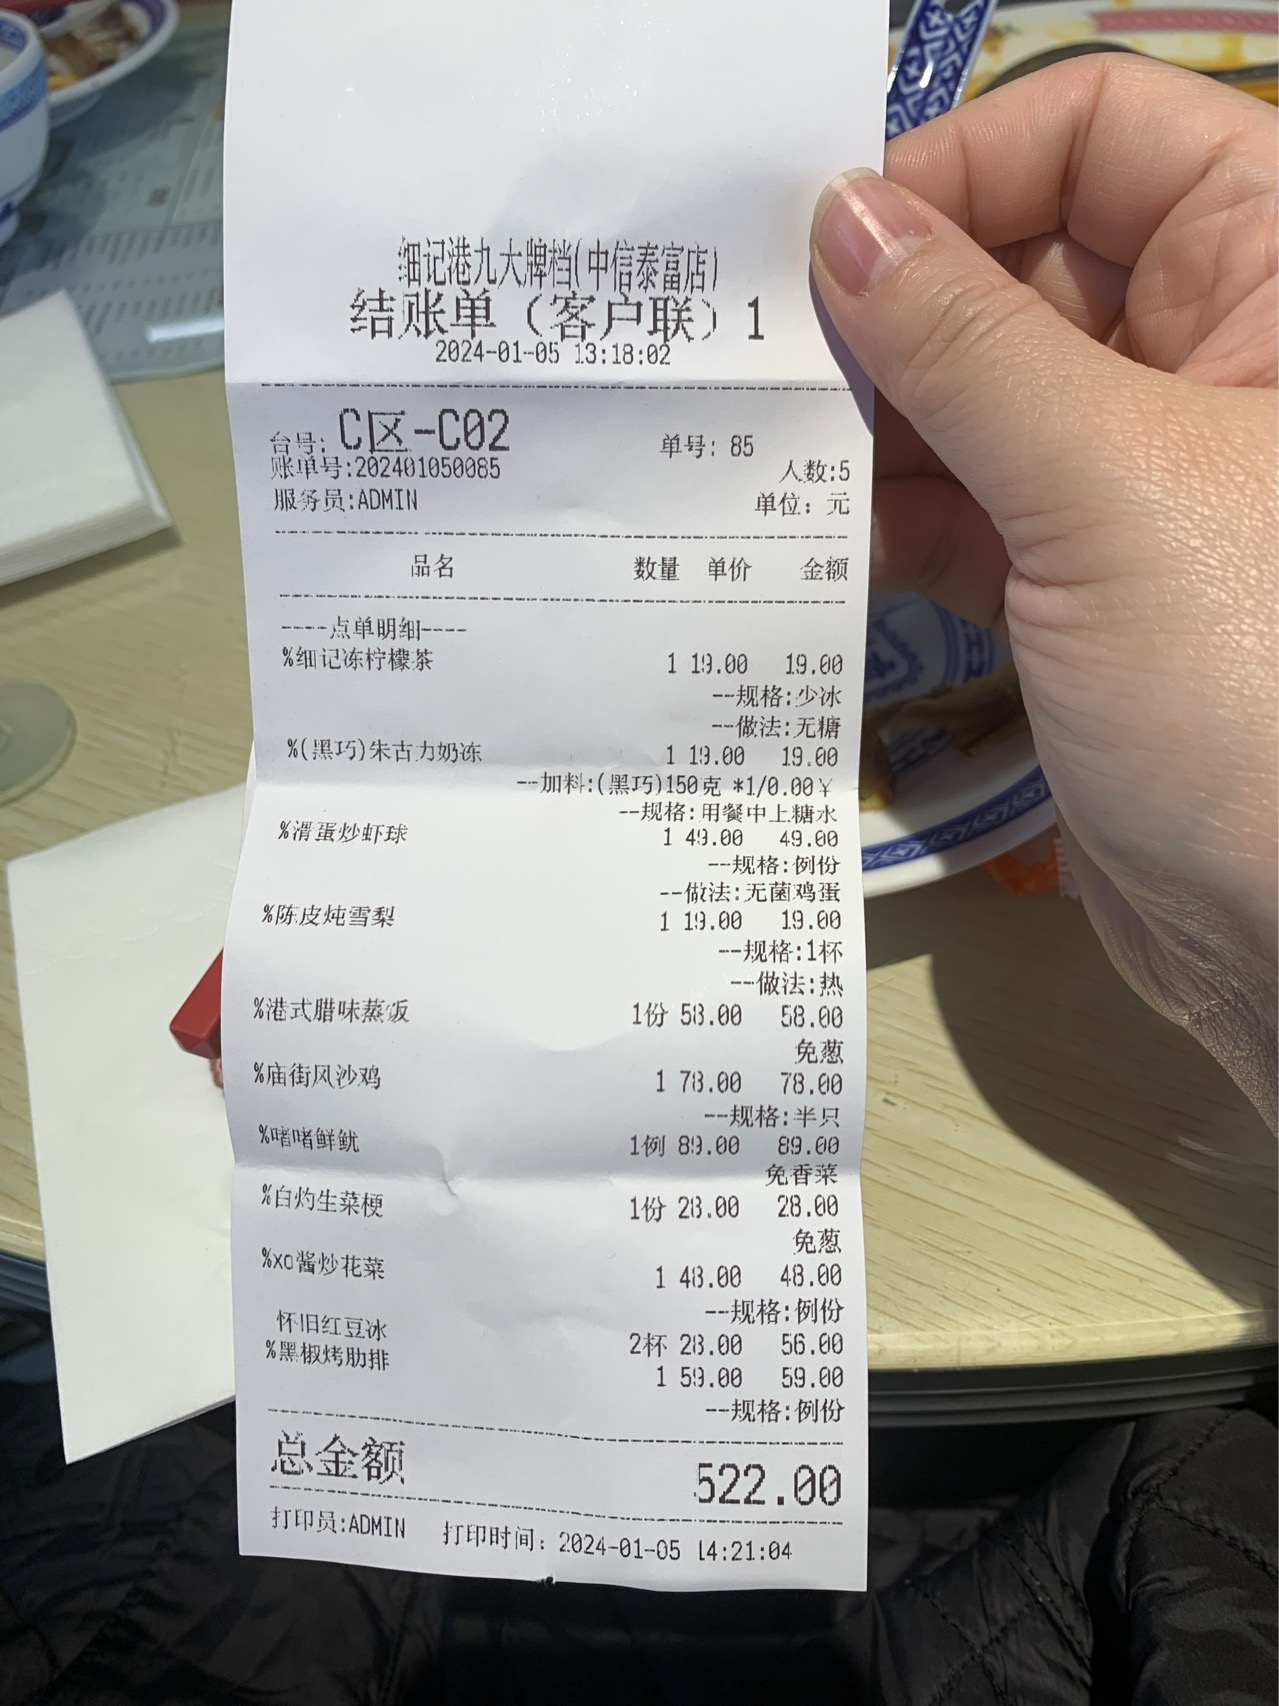 细记港九大牌档(中信泰富店)
结账单（客户联）1
2024-01-05 13:18:02
台号: C区-C02 单号: 85
账单号:202401050085 人数:5
服务员:ADMIN 单位: 元
品名 数量 单价 金额
----点单明细----
%细记冻柠檬茶 1 19.00 19.00
--规格:少冰
--做法:无糖
%(黑巧)朱古力奶冻 1 19.00 19.00
--加料:(黑巧)150克 *1/0.00￥
--规格:用餐中上糖水
%滑蛋炒虾球 1 49.00 49.00
--规格:例份
--做法:无菌鸡蛋
%陈皮炖雪梨 1 19.00 19.00
--规格:1杯
--做法:热
%港式腊味蒸饭 1份 58.00 58.00
免葱
%庙街风沙鸡 1 78.00 78.00
--规格:半只
%啫啫鲜鱿 1例 89.00 89.00
免香菜
%白灼生菜梗 1份 28.00 28.00
免葱
%xo酱炒花菜 1 48.00 48.00
--规格:例份
怀旧红豆冰 2杯 28.00 56.00
%黑椒烤肋排 1 59.00 59.00
--规格:例份
总金额 522.00
打印员:ADMIN 打印时间: 2024-01-05 14:21:04